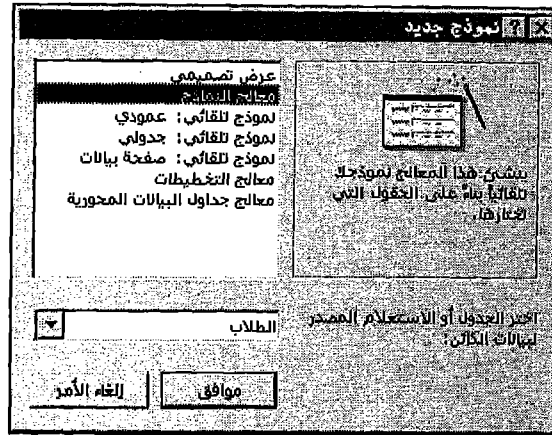 نموذج جديد
عرض تصميمي
معالج النماذج
نموذج تلقائي: عمودي
نموذج تلقائي: جدولي
نموذج تلقائي: صفحة بيانات
معالج التخطيطات
معالج جداول البيانات المحورية
ينشئ هذا المعالج نموذجك
تلقائياً بناءً على الحقول التي
تختارها.
اختر الجدول أو الاستعلام المصدر
لبيانات الكائن:
الطلاب
موافق
إلغاء الأمر